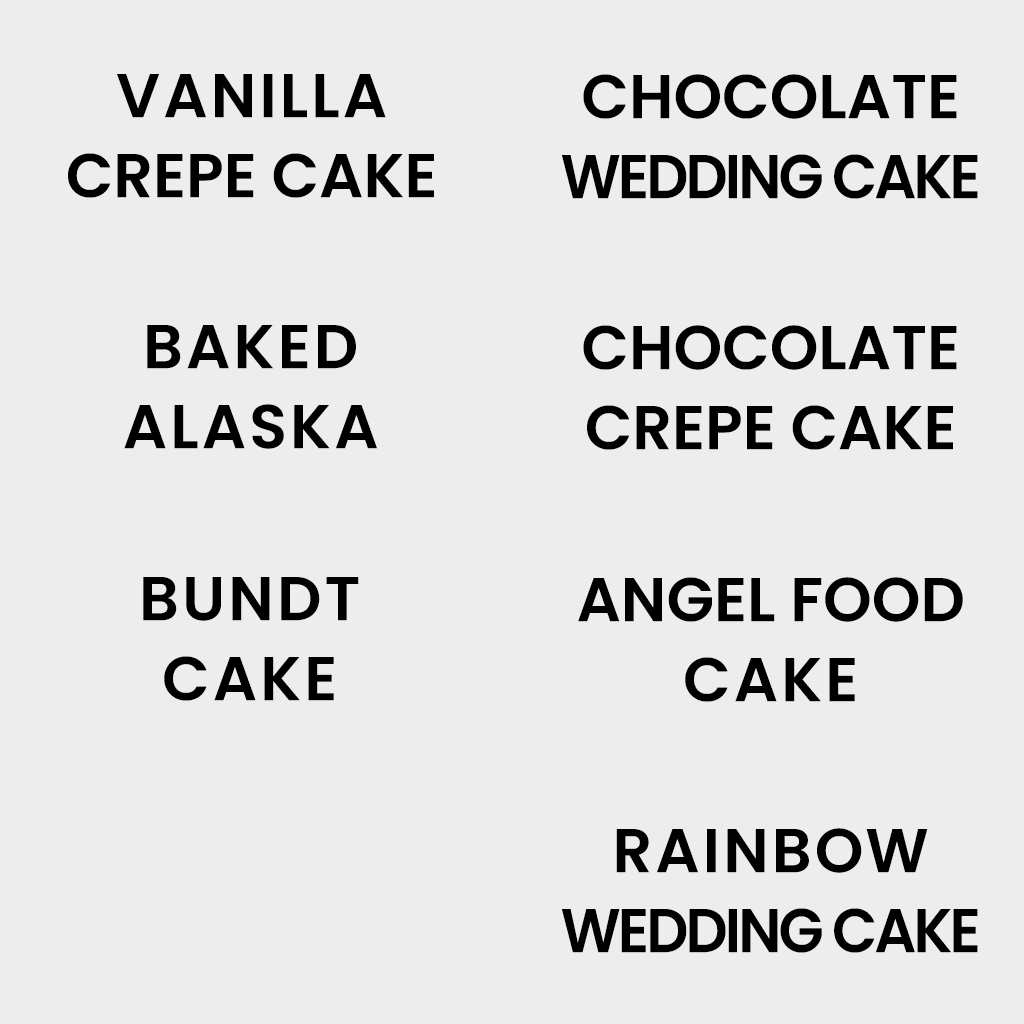 VANILLA
CREPE CAKE
CHOCOLATE
WEDDING CAKE
BAKED
ALASKA
CHOCOLATE
CREPE CAKE
BUNDT
CAKE
ANGEL FOOD
CAKE
RAINBOW
WEDDING CAKE